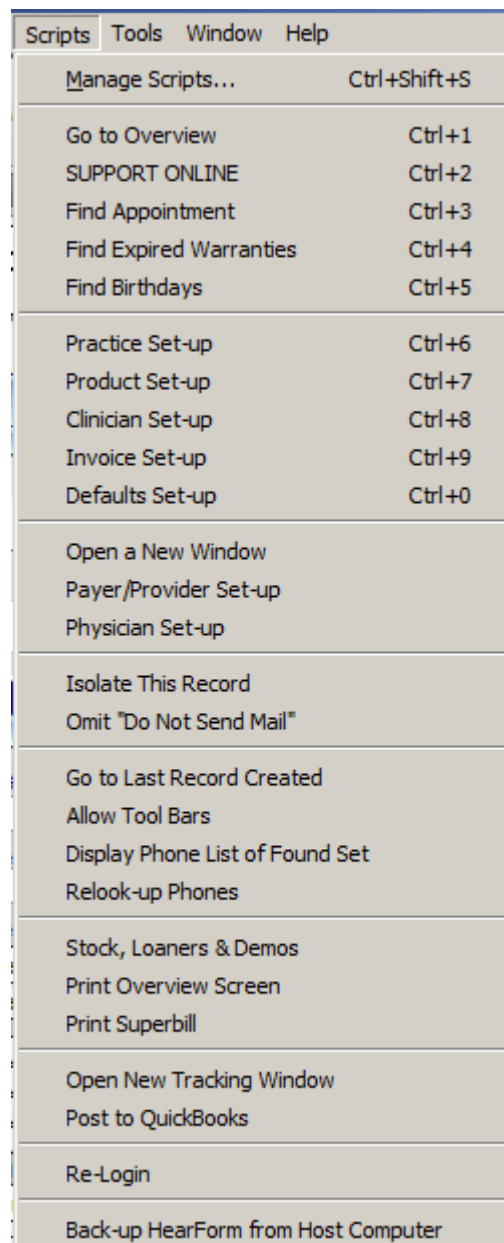 Scripts Tools Window Help
Manage Scripts... Ctrl+Shift+S
Go to Overview Ctrl+1
SUPPORT ONLINE Ctrl+2
Find Appointment Ctrl+3
Find Expired Warranties Ctrl+4
Find Birthdays Ctrl+5
Practice Set-up Ctrl+6
Product Set-up Ctrl+7
Clinician Set-up Ctrl+8
Invoice Set-up Ctrl+9
Defaults Set-up Ctrl+0
Open a New Window
Payer/Provider Set-up
Physician Set-up
Isolate This Record
Omit "Do Not Send Mail"
Go to Last Record Created
Allow Tool Bars
Display Phone List of Found Set
Relook-up Phones
Stock, Loaners & Demos
Print Overview Screen
Print Superbill
Open New Tracking Window
Post to QuickBooks
Re-Login
Back-up HearForm from Host Computer